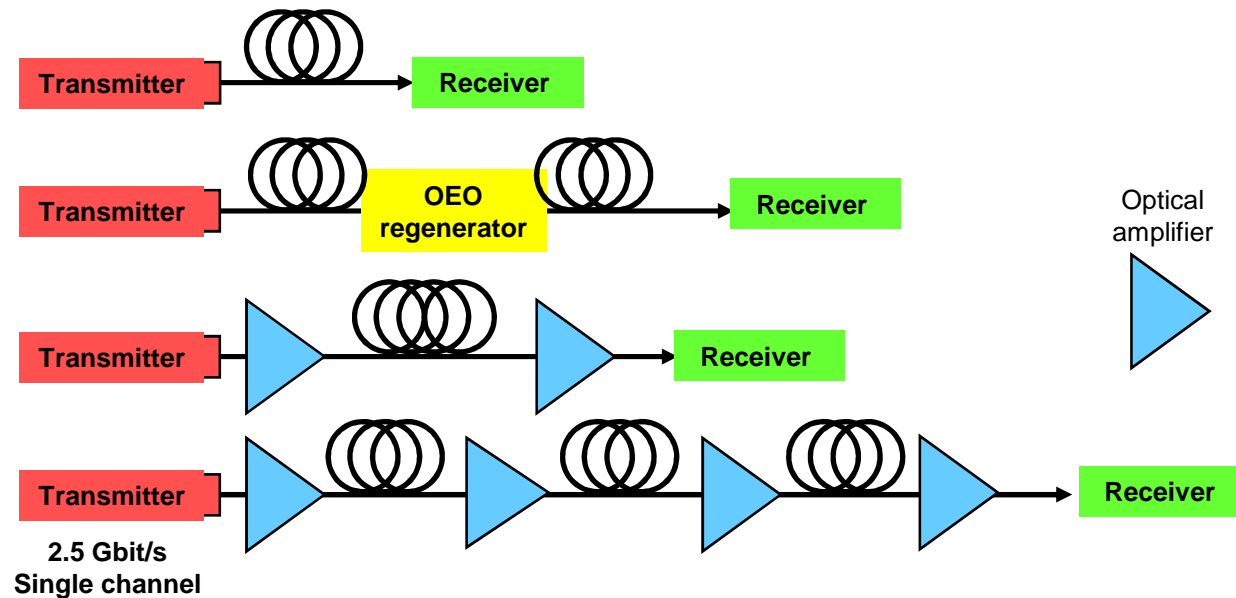 Transmitter
Receiver
Transmitter
OEO
regenerator
Receiver
Optical
amplifier
Transmitter
Receiver
Transmitter
Receiver
2.5 Gbit/s
Single channel